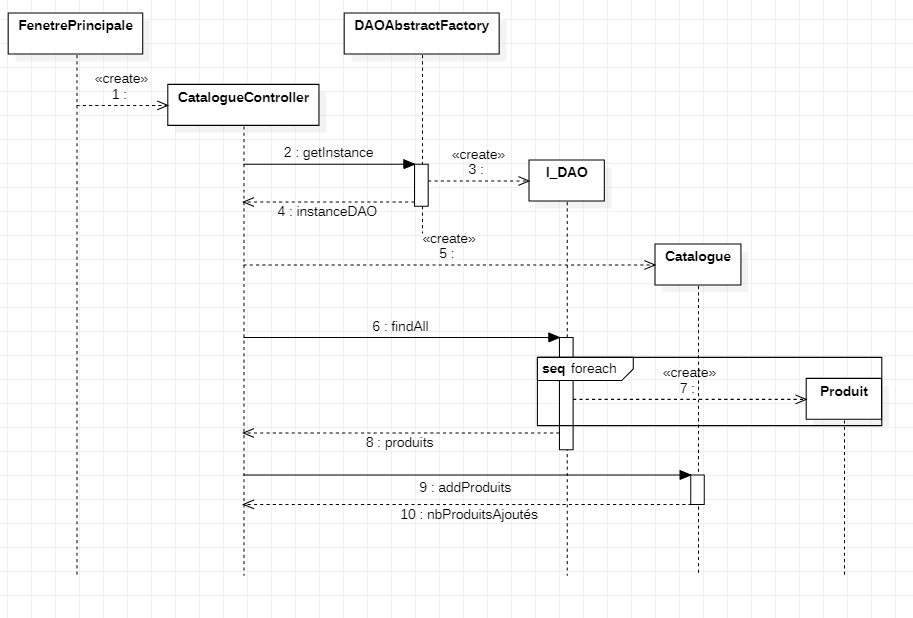 FenetrePrincipale
DAOAbstractFactory
«create»
1 :
CatalogueController
2 : getInstance
«create»
3 :
I_DAO
4 : instanceDAO
«create»
5 :
Catalogue
6 : findAll
seq foreach
«create»
7 :
Produit
8 : produits
9 : addProduits
10 : nbProduitsAjoutés